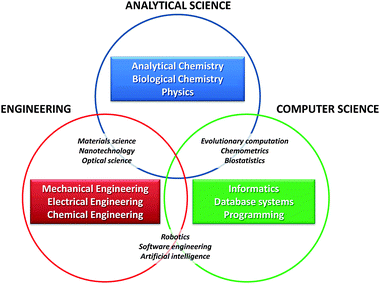 ANALYTICAL SCIENCE
Analytical Chemistry
Biological Chemistry
Physics
ENGINEERING
COMPUTER SCIENCE
Materials science
Nanotechnology
Optical science
Evolutionary computation
Chemometrics
Biostatistics
Mechanical Engineering
Electrical Engineering
Chemical Engineering
Informatics
Database systems
Programming
Robotics
Software engineering
Artificial intelligence